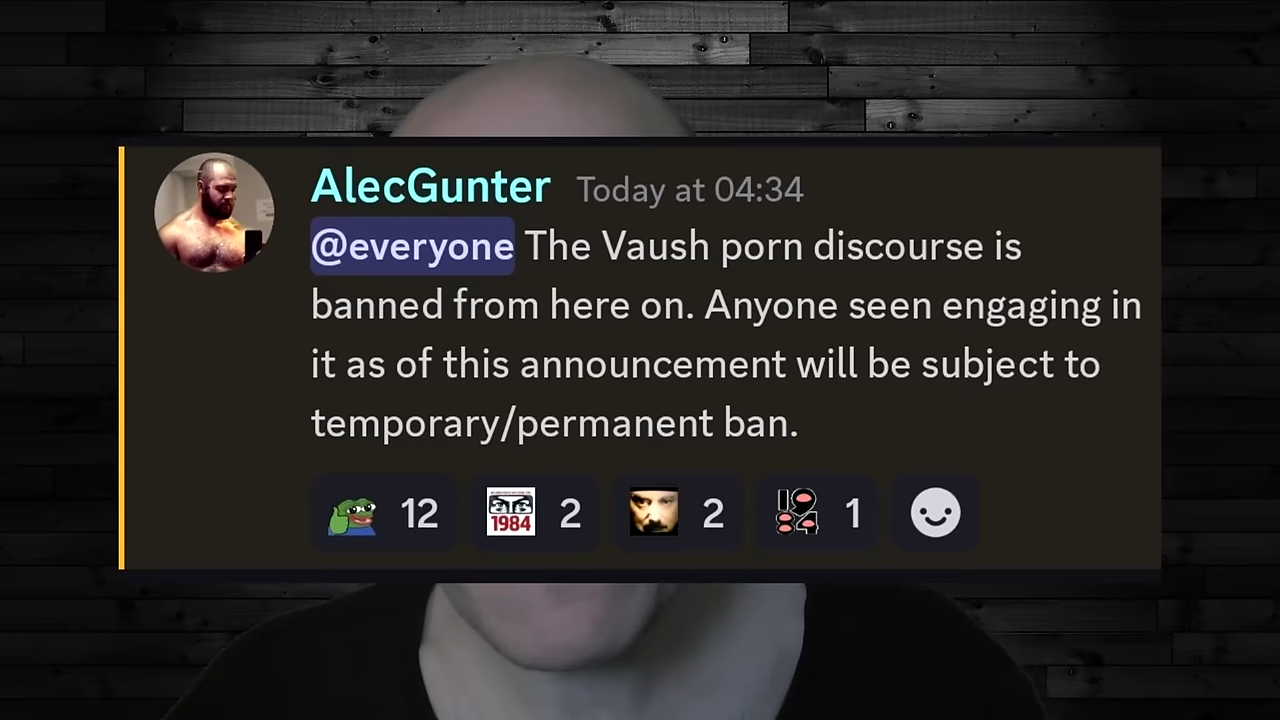 AlecGunter Today at 04:34
@everyone The Vaush porn discourse is
banned from here on. Anyone seen engaging in
it as of this announcement will be subject to
temporary/permanent ban.
12 1984 2 2 1984 1